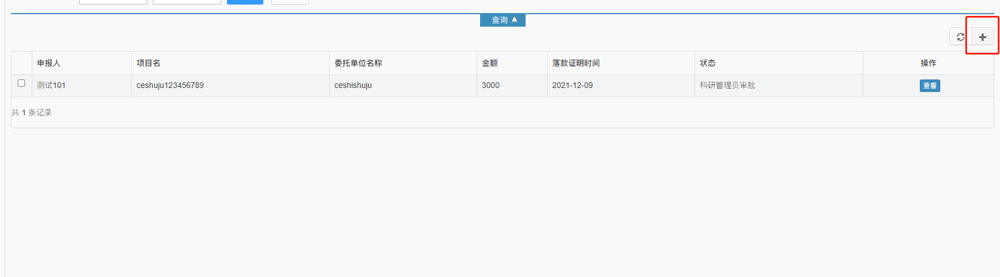 查询
申报人 项目名 委托单位名称 金额 落款证明时间 状态 操作
测试101 ceshuju123456789 ceshishuju 3000 2021-12-09 科研管理员审批 查看
共 1 条记录